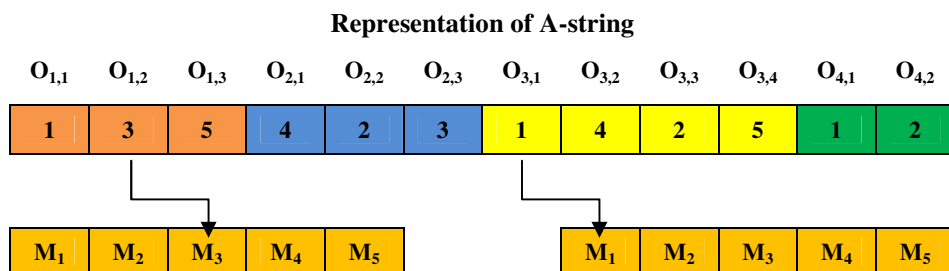 Representation of A-string
O1,1 O1,2 O1,3 O2,1 O2,2 O2,3 O3,1 O3,2 O3,3 O3,4 O4,1 O4,2
1 3 5 4 2 3 1 4 2 5 1 2
M1 M2 M3 M4 M5 M1 M2 M3 M4 M5